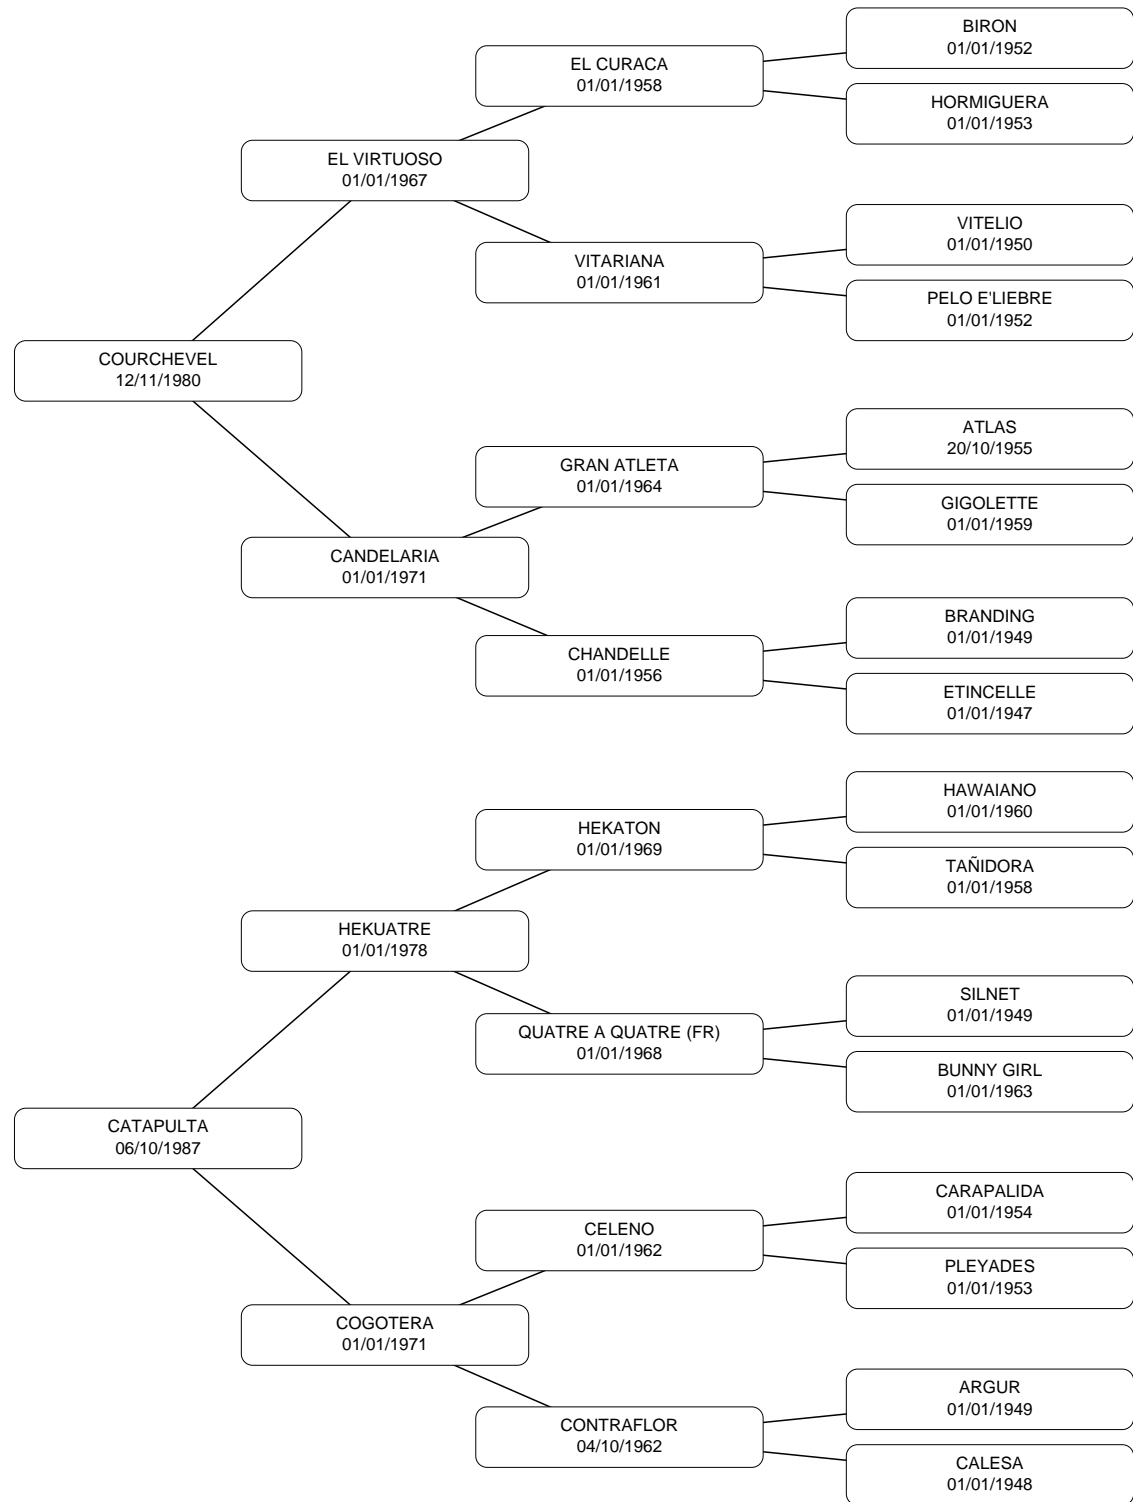 BIRON
01/01/1952
EL CURACA
01/01/1958
HORMIGUERA
01/01/1953
EL VIRTUOSO
01/01/1967
VITELIO
01/01/1950
VITARIANA
01/01/1961
PELO E'LIEBRE
01/01/1952
COURCHEVEL
12/11/1980
ATLAS
20/10/1955
GRAN ATLETA
01/01/1964
GIGOLETTE
01/01/1959
CANDELARIA
01/01/1971
BRANDING
01/01/1949
CHANDELLE
01/01/1956
ETINCELLE
01/01/1947
HAWAIANO
01/01/1960
HEKATON
01/01/1969
TAÑIDORA
01/01/1958
HEKUATRE
01/01/1978
SILNET
01/01/1949
QUATRE A QUATRE (FR)
01/01/1968
BUNNY GIRL
01/01/1963
CATAPULTA
06/10/1987
CARAPALIDA
01/01/1954
CELENO
01/01/1962
PLEYADES
01/01/1953
COGOTERA
01/01/1971
ARGUR
01/01/1949
CONTRAFLOR
04/10/1962
CALESA
01/01/1948